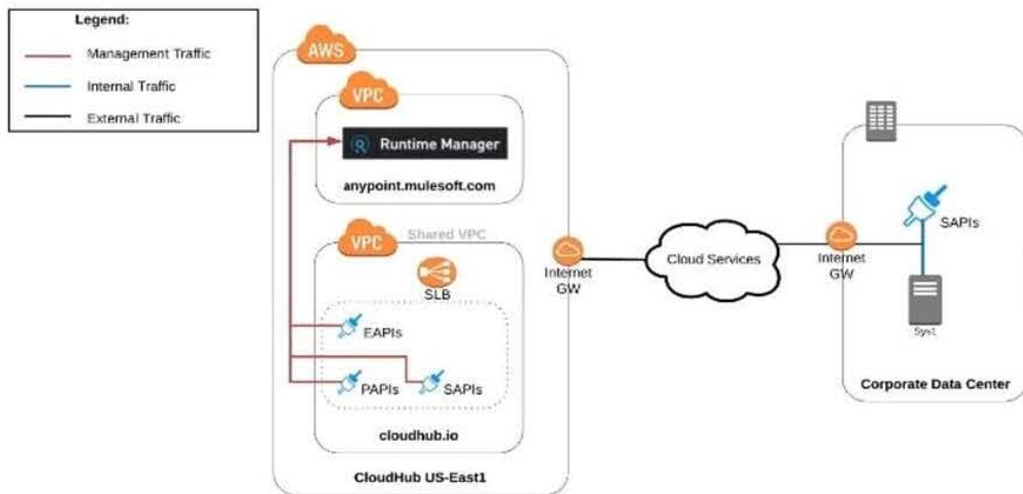 Legend:
Management Traffic
Internal Traffic
External Traffic
AWS
VPC
Runtime Manager
anypoint.mulesoft.com
VPC
Shared VPC
SLB
EAPIs
PAPIs
SAPIs
cloudhub.io
CloudHub US-East1
Internet
GW
Cloud Services
Internet
GW
SAPIs
Sys1
Corporate Data Center